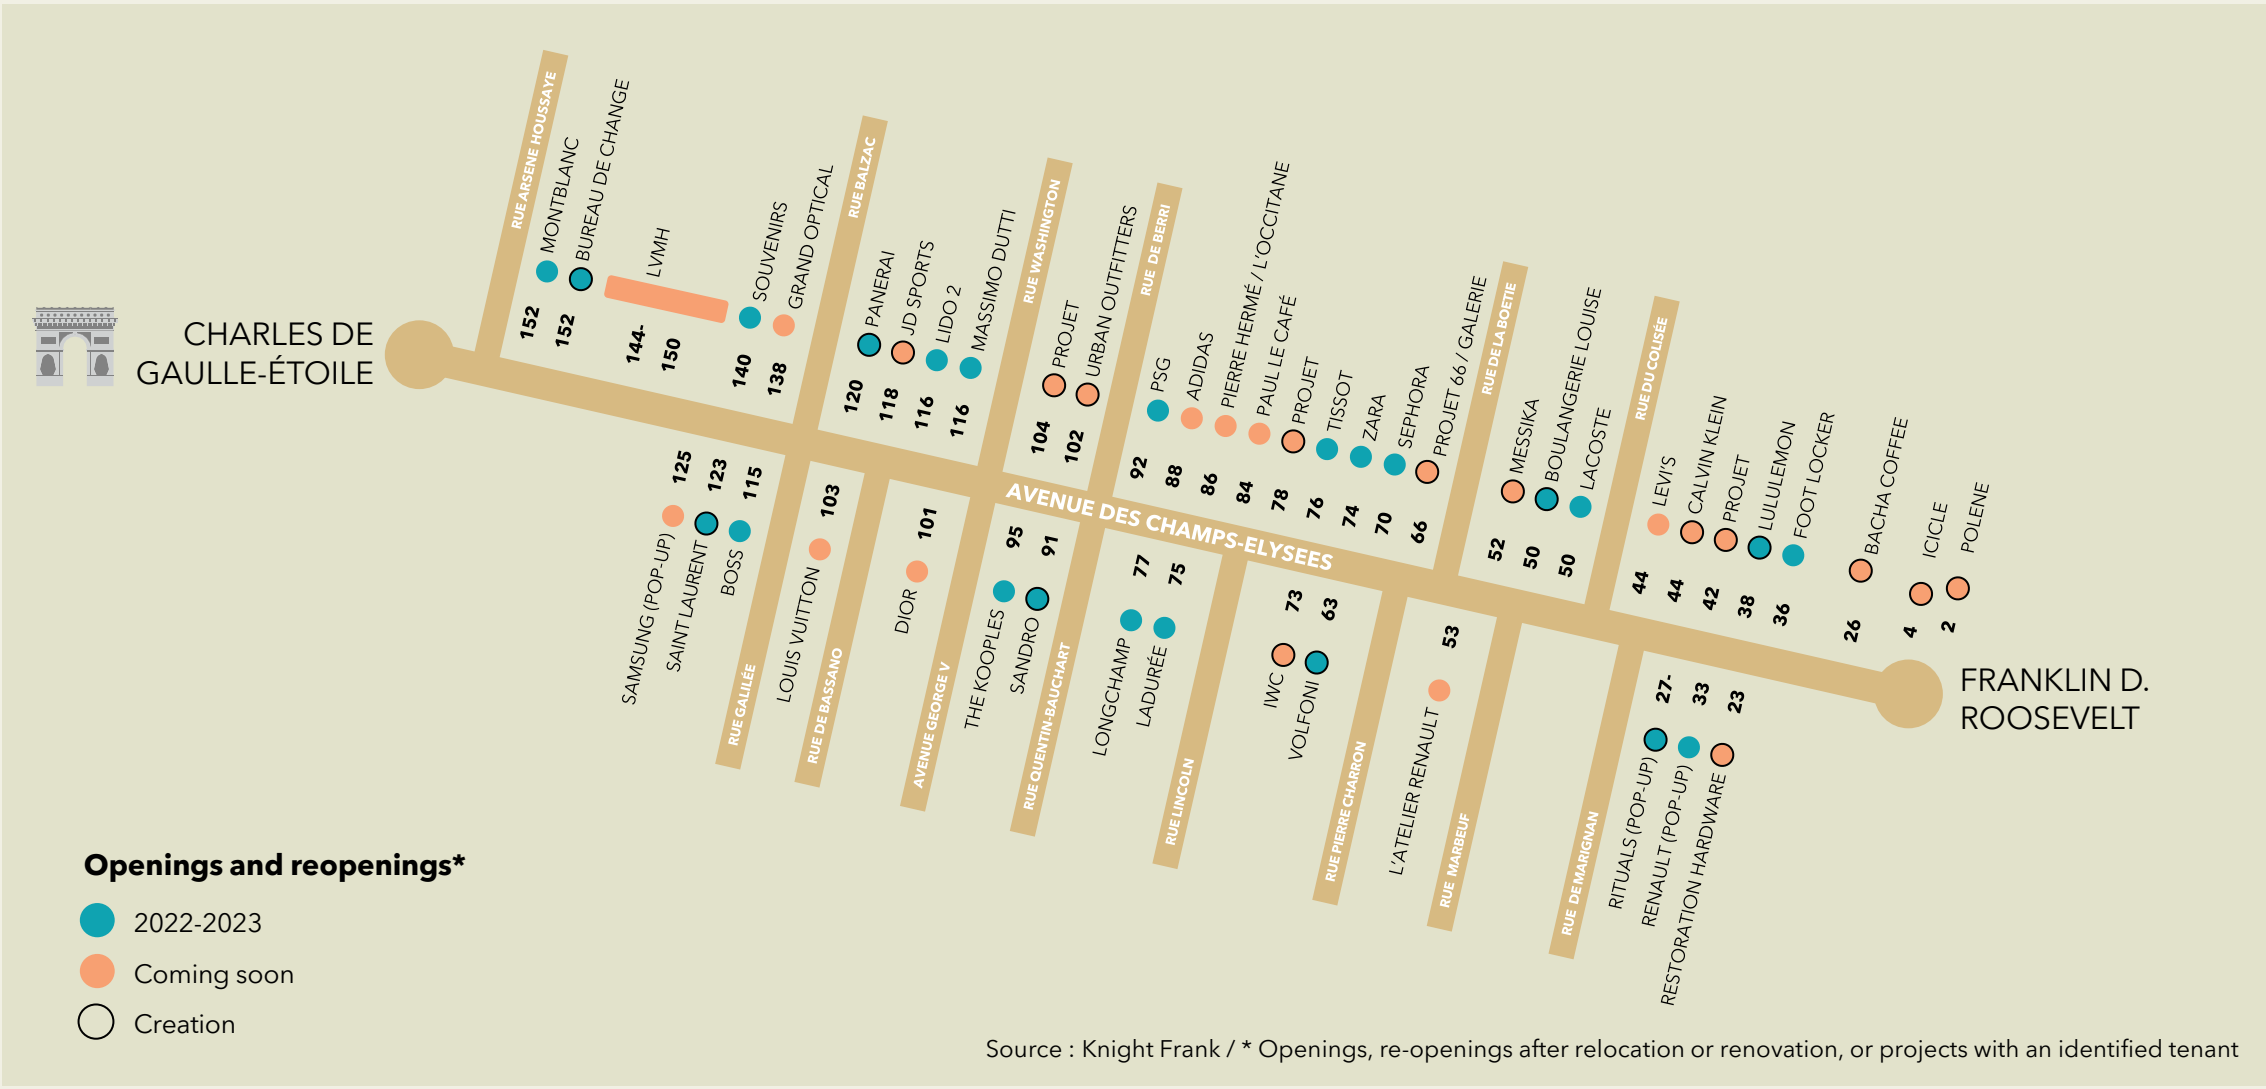 RUE ARSENE HOUSSAYE
MONTBLANC
BUREAU DE CHANGE
LVMH
SOUVENIRS
GRAND OPTICAL
152
152
144-
150
140
138
RUE BALZAC
PANERAI
JD SPORTS
LIDO 2
MASSIMO DUTTI
120
118
116
116
RUE WASHINGTON
PROJET
URBAN OUTFITTERS
104
102
RUE DE BERRI
PSG
ADIDAS
PIERRE HERMÉ / L'OCCITANE
PAUL LE CAFÉ
PROJET
TISSOT
ZARA
SEPHORA
PROJET 66 / GALERIE
92
88
86
84
78
76
74
70
66
RUE DE LA BOETIE
MESSIKA
BOULANGERIE LOUISE
LACOSTE
52
50
50
RUE DU COLISÉE
LEVI'S
CALVIN KLEIN
PROJET
LULULEMON
FOOT LOCKER
BACHA COFFEE
ICICLE
POLENE
44
44
42
38
36
26
4
2
CHARLES DE
GAULLE-ÉTOILE
AVENUE DES CHAMPS-ELYSEES
FRANKLIN D.
ROOSEVELT
125
123
115
SAMSUNG (POP-UP)
SAINT LAURENT
BOSS
RUE GALILÉE
103
LOUIS VUITTON
RUE DE BASSANO
101
DIOR
AVENUE GEORGE V
95
91
THE KOOPLES
SANDRO
RUE QUENTIN-BAUCHART
77
75
LONGCHAMP
LADURÉE
RUE LINCOLN
73
63
IWC
VOLFONI
RUE PIERRE CHARRON
53
L'ATELIER RENAULT
RUE MARBEUF
RUE DE MARIGNAN
27-
33
23
RITUALS (POP-UP)
RENAULT (POP-UP)
RESTORATION HARDWARE
Openings and reopenings*
2022-2023
Coming soon
Creation
Source : Knight Frank / * Openings, re-openings after relocation or renovation, or projects with an identified tenant